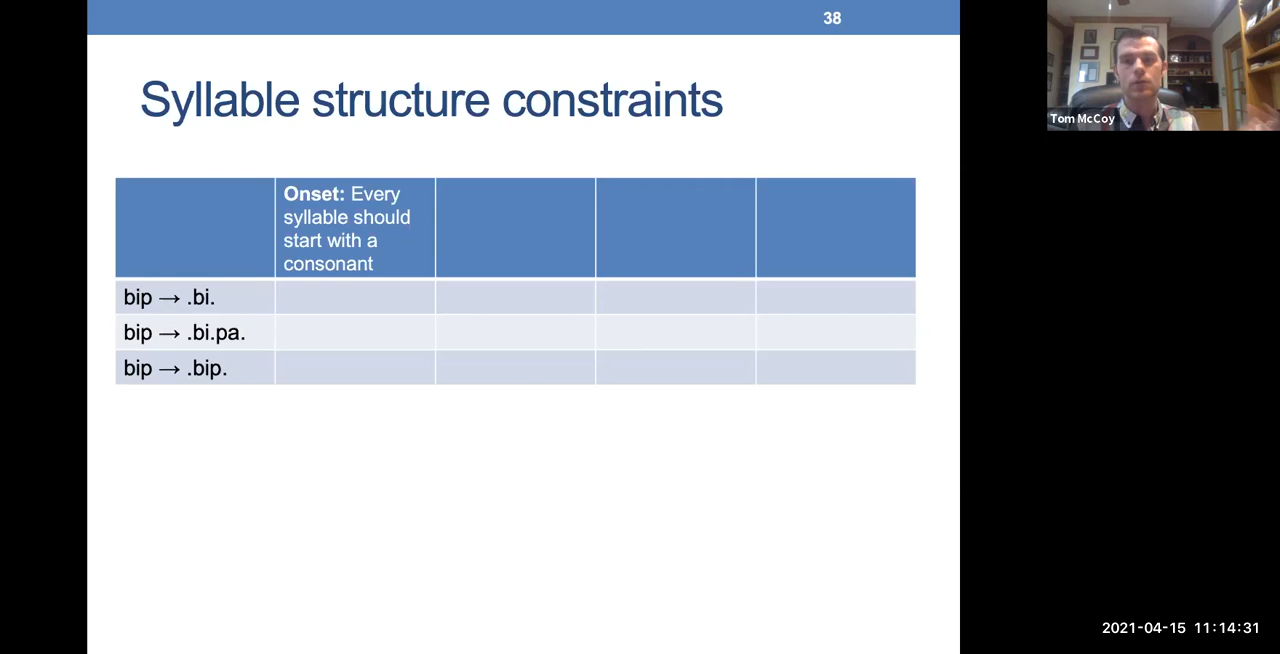 38
Syllable structure constraints
Onset: Every
syllable should
start with a
consonant
bip → .bi.
bip → .bi.pa.
bip → .bip.
Tom McCoy
2021-04-15 11:14:31